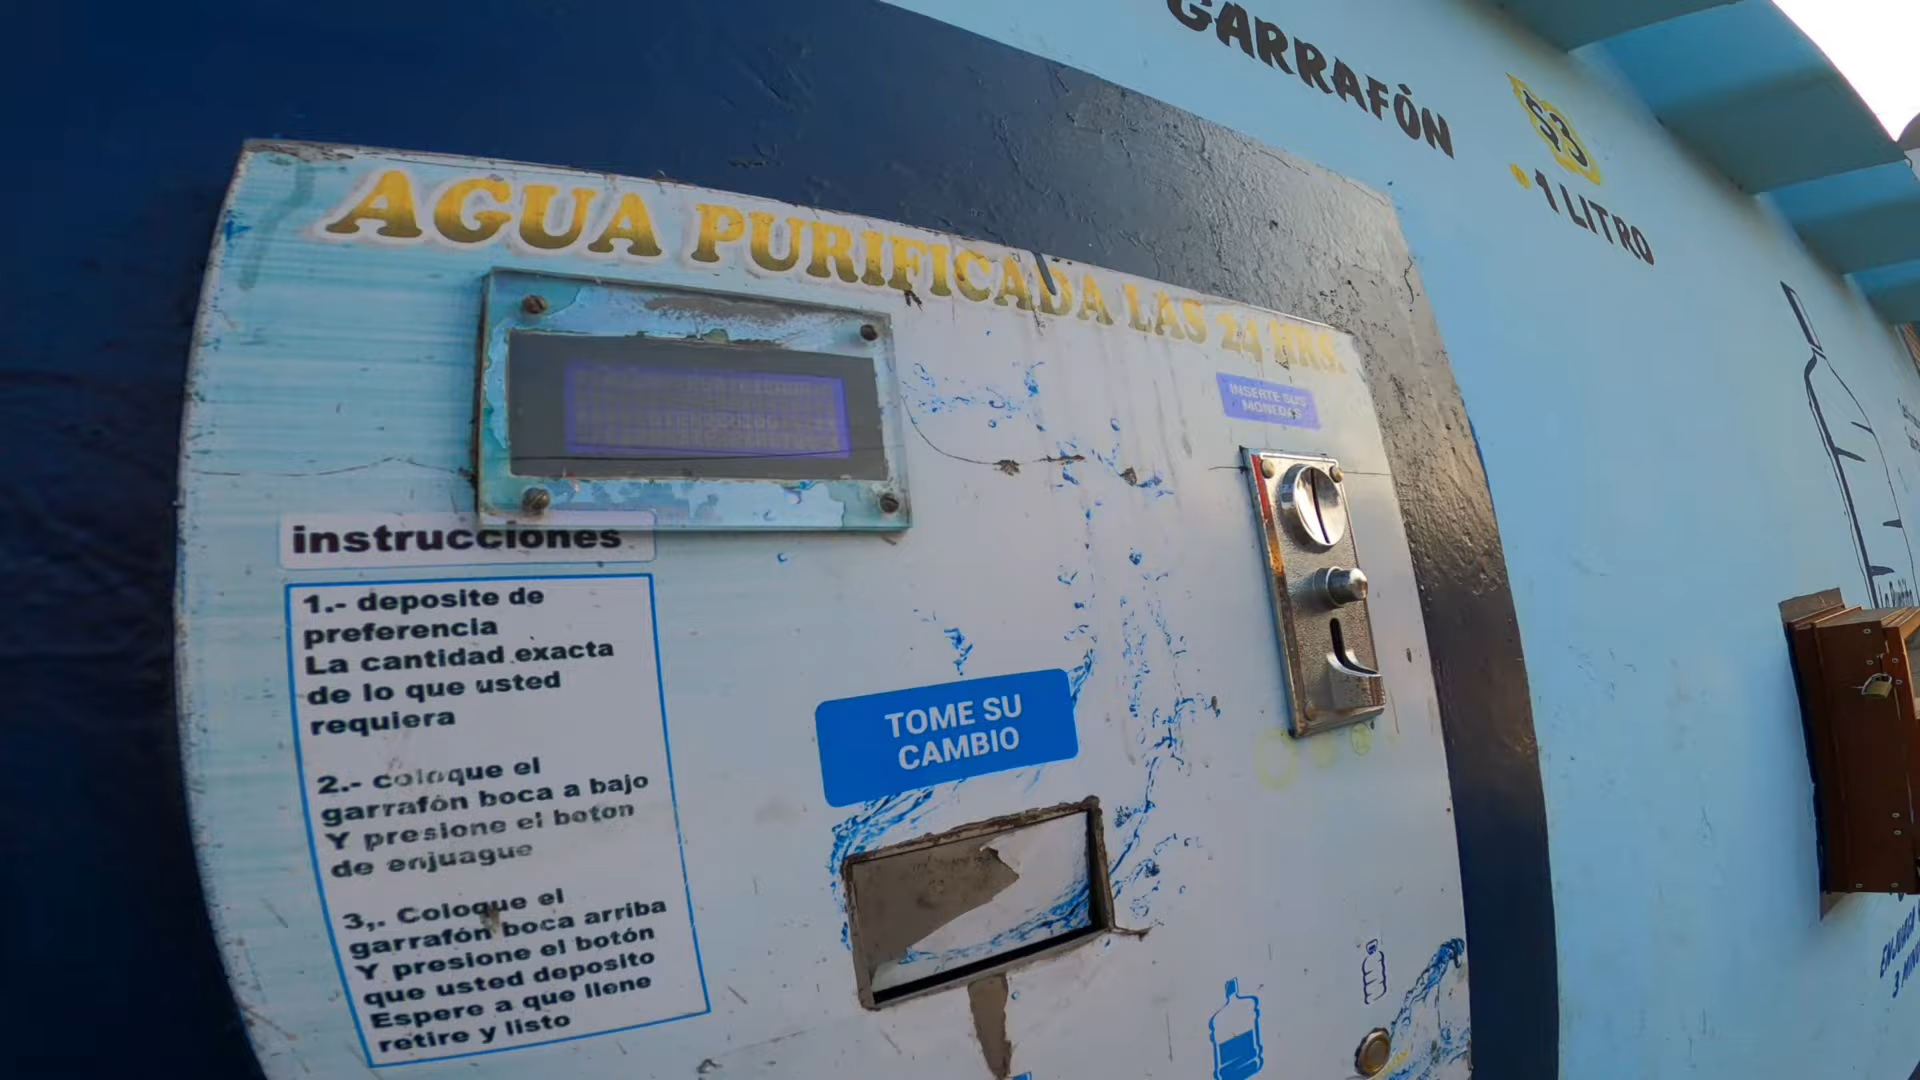 GARRAFÓN
$3
1 LITRO
AGUA PURIFICADA LAS 24 HRS.
INSERTE SUS
MONEDAS
instrucciones
1.- deposite de
preferencia
La cantidad exacta
de lo que usted
requiera
2.- coloque el
garrafón boca a bajo
Y presione el boton
de enjuague
3,. Coloque el
garrafón boca arriba
Y presione el botón
que usted deposito
Espere a que llene
retire y listo
TOME SU
CAMBIO
ENJUAGA